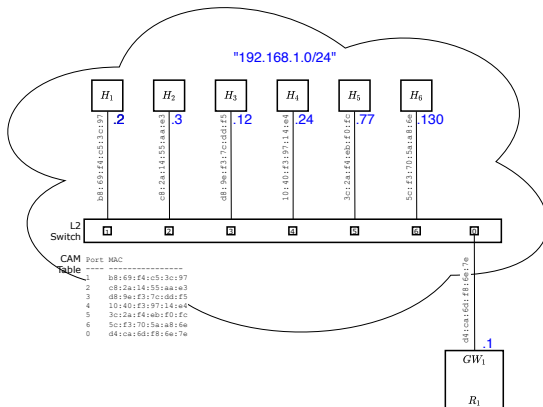 "192.168.1.0/24"
H1 H2 H3 H4 H5 H6
.2 .3 .12 .24 .77 .130
b8:69:f4:c5:3c:97
c8:2a:14:55:aa:e3
d8:9e:f3:7c:dd:f5
10:40:f3:97:14:e4
3c:2a:f4:eb:f0:fc
5c:f3:70:5a:a8:6e
L2
Switch
1 2 3 4 5 6 0
CAM
Table
Port MAC
---- ----------------
1 b8:69:f4:c5:3c:97
2 c8:2a:14:55:aa:e3
3 d8:9e:f3:7c:dd:f5
4 10:40:f3:97:14:e4
5 3c:2a:f4:eb:f0:fc
6 5c:f3:70:5a:a8:6e
0 d4:ca:6d:f8:6e:7e
d4:ca:6d:f8:6e:7e
.1
GW1
R1